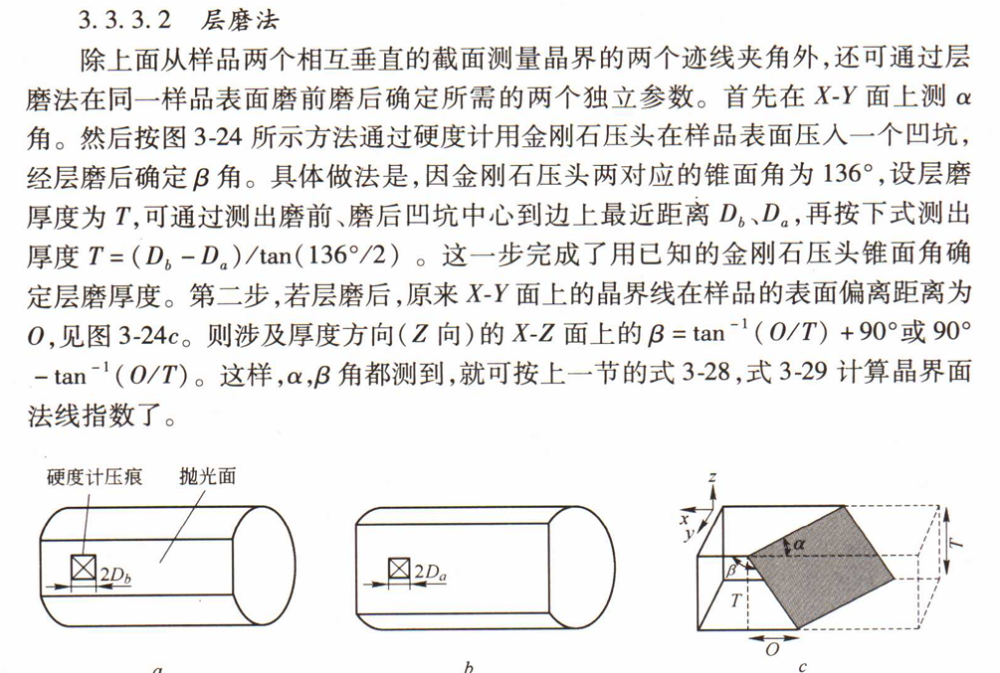 3.3.3.2 层磨法
除上面从样品两个相互垂直的截面测量晶界的两个迹线夹角外,还可通过层
磨法在同一样品表面磨前磨后确定所需的两个独立参数。首先在 X-Y 面上测 α
角。然后按图 3-24 所示方法通过硬度计用金刚石压头在样品表面压入一个凹坑,
经层磨后确定 β 角。具体做法是,因金刚石压头两对应的锥面角为 136°,设层磨
厚度为 T,可通过测出磨前、磨后凹坑中心到边上最近距离 D_b、D_a,再按下式测出
厚度 T = (D_b - D_a)/tan(136°/2) 。这一步完成了用已知的金刚石压头锥面角确
定层磨厚度。第二步,若层磨后,原来 X-Y 面上的晶界线在样品的表面偏离距离为
O,见图 3-24c。则涉及厚度方向(Z 向)的 X-Z 面上的 β = tan⁻¹(O/T) +90°或 90°
-tan⁻¹(O/T)。这样,α,β 角都测到,就可按上一节的式 3-28,式 3-29 计算晶界面
法线指数了。
硬度计压痕 抛光面
2D_b
a
2D_a
b
z
x
y
α
β
T
T
O
c